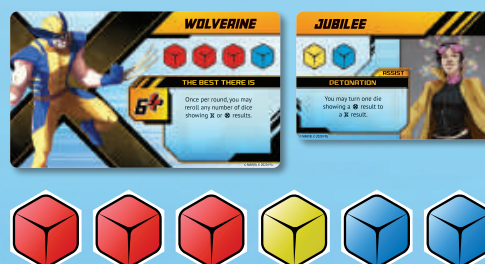 WOLVERINE
THE BEST THERE IS
6+
Once per round, you may
reroll any number of dice
showing or results.
JUBILEE
ASSIST
DETONATION
You may turn one die
showing a result to
a result.